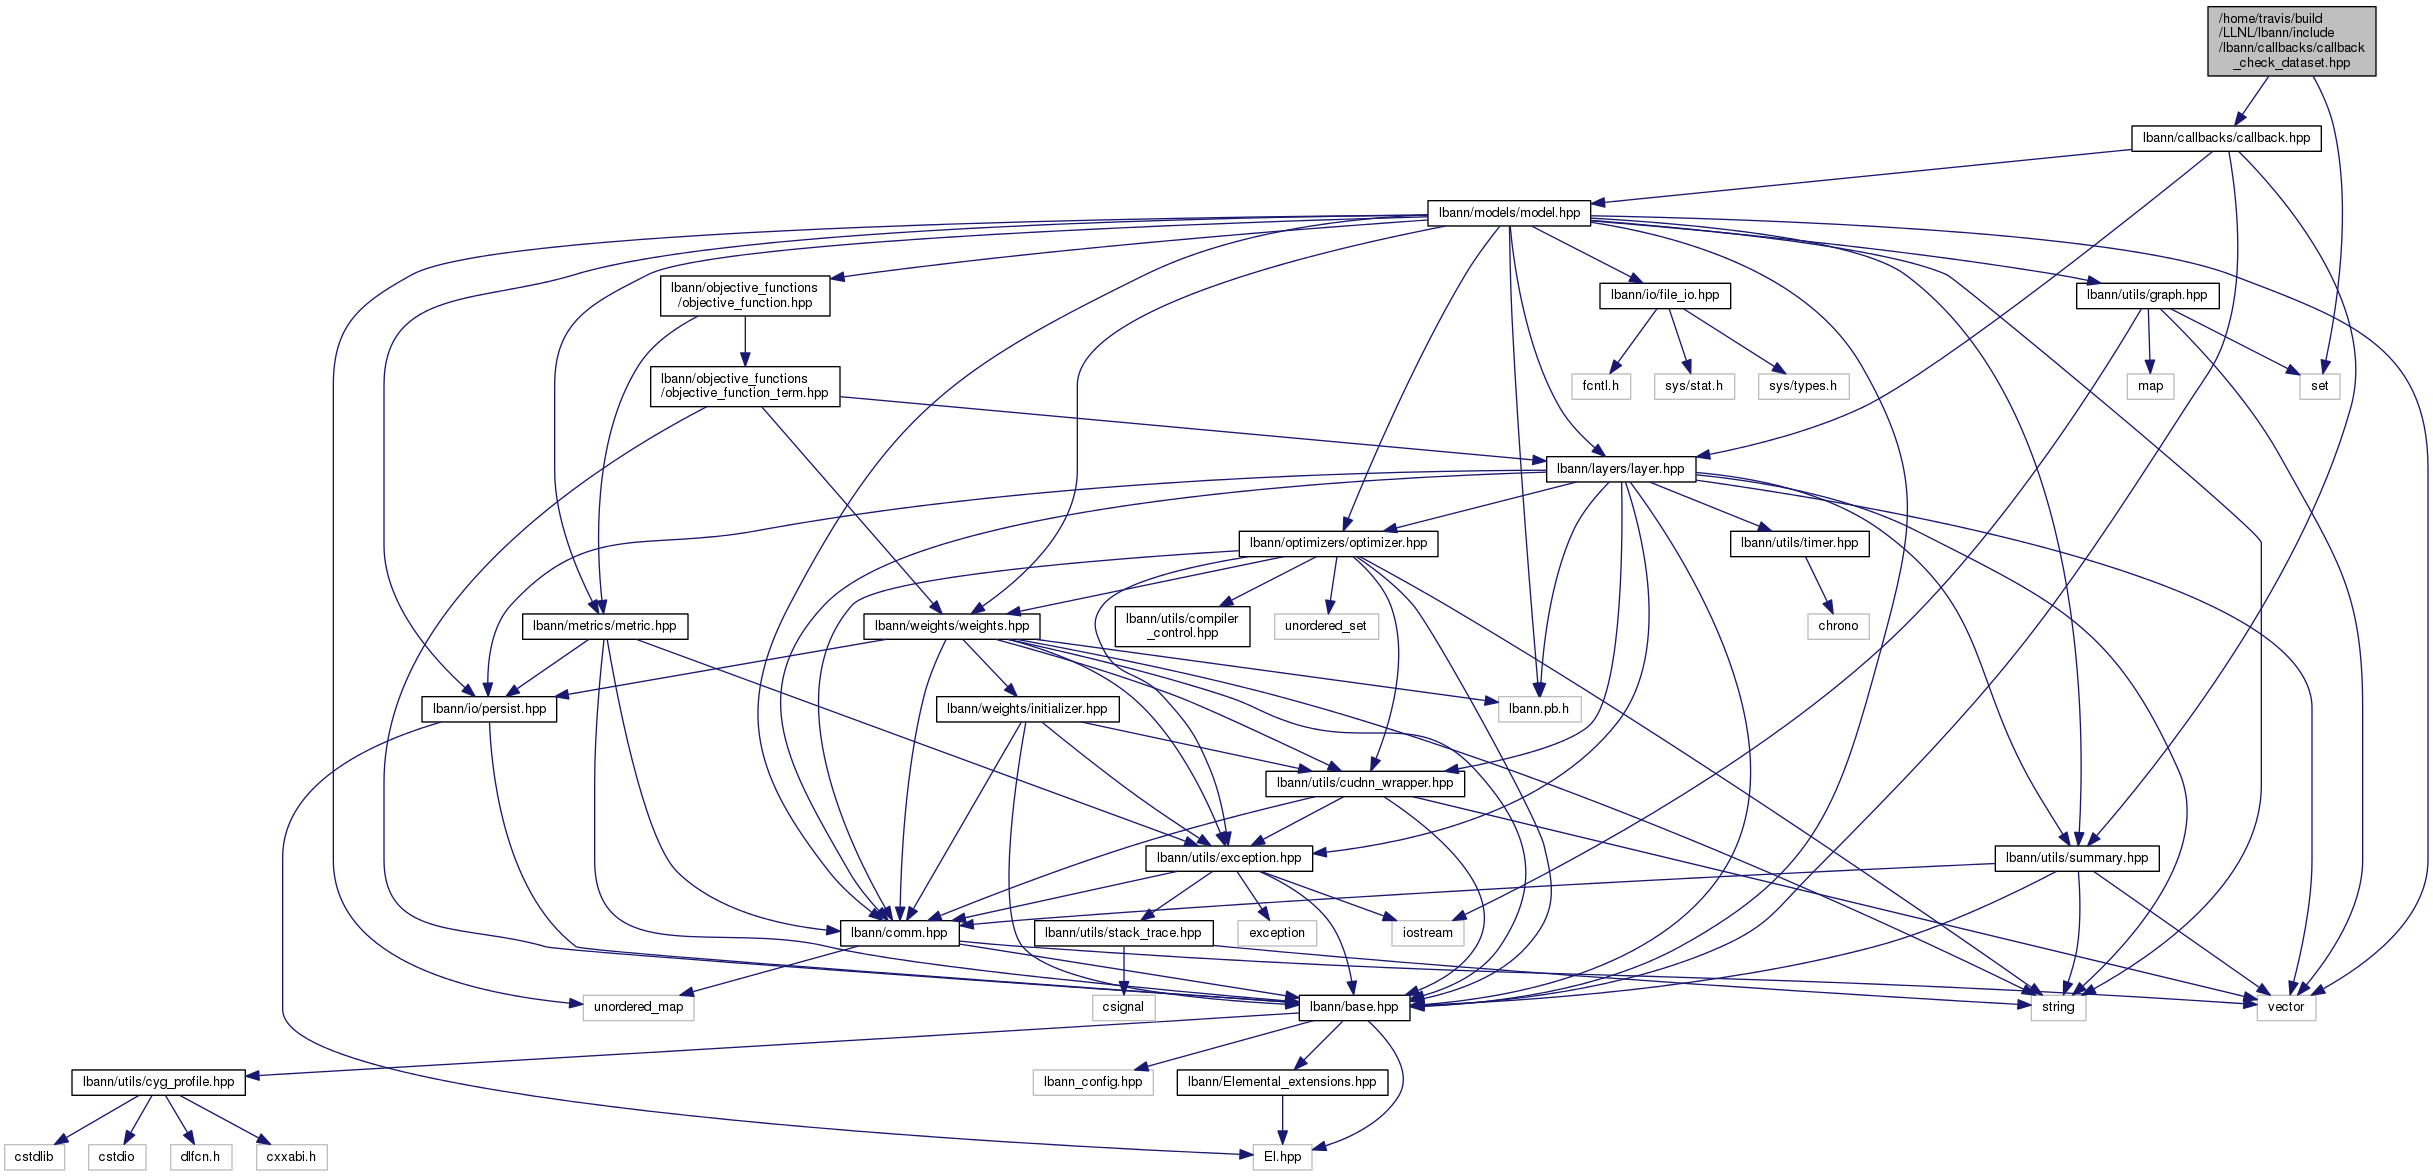 /home/travis/build
/LLNL/lbann/include
/lbann/callbacks/callback
_check_dataset.hpp
lbann/callbacks/callback.hpp
lbann/models/model.hpp
lbann/objective_functions
/objective_function.hpp
lbann/io/file_io.hpp
lbann/utils/graph.hpp
lbann/objective_functions
/objective_function_term.hpp
fcntl.h
sys/stat.h
sys/types.h
map
set
lbann/layers/layer.hpp
lbann/optimizers/optimizer.hpp
lbann/utils/timer.hpp
lbann/metrics/metric.hpp
lbann/weights/weights.hpp
lbann/utils/compiler
_control.hpp
unordered_set
chrono
lbann/io/persist.hpp
lbann/weights/initializer.hpp
lbann.pb.h
lbann/utils/cudnn_wrapper.hpp
lbann/utils/exception.hpp
lbann/utils/summary.hpp
lbann/comm.hpp
lbann/utils/stack_trace.hpp
exception
iostream
unordered_map
csignal
lbann/base.hpp
string
vector
lbann/utils/cyg_profile.hpp
lbann_config.hpp
lbann/Elemental_extensions.hpp
cstdlib
cstdio
dlfcn.h
cxxabi.h
El.hpp